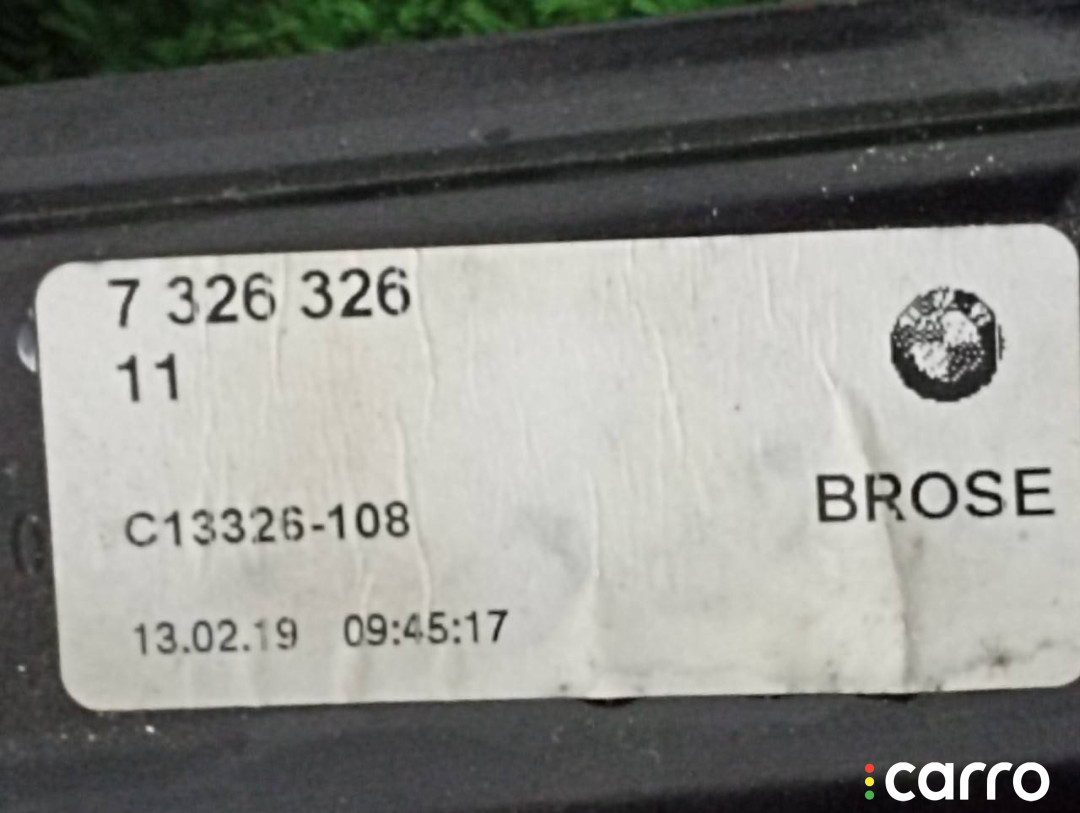 7 326 326
11
C13326-108
BROSE
13.02.19 09:45:17
carro